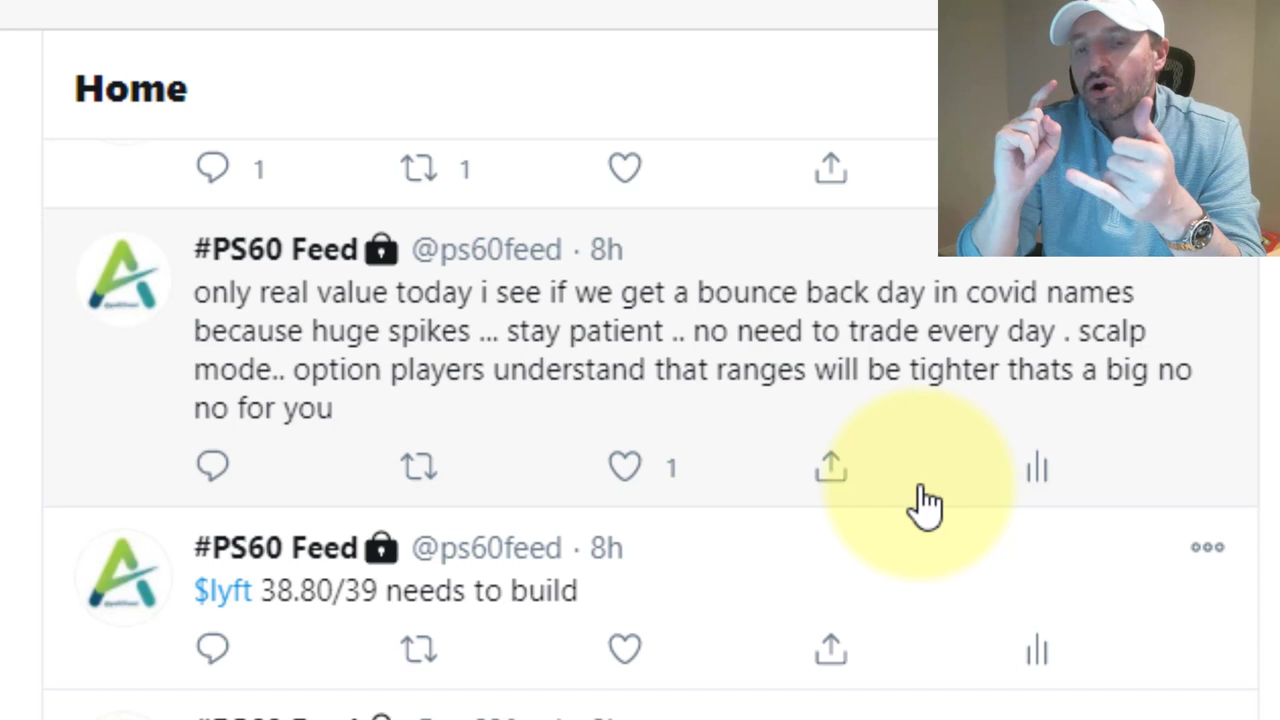 Home
1 1
#PS60 Feed @ps60feed · 8h
only real value today i see if we get a bounce back day in covid names
because huge spikes ... stay patient .. no need to trade every day . scalp
mode.. option players understand that ranges will be tighter thats a big no
no for you
1
#PS60 Feed @ps60feed · 8h
$lyft 38.80/39 needs to build